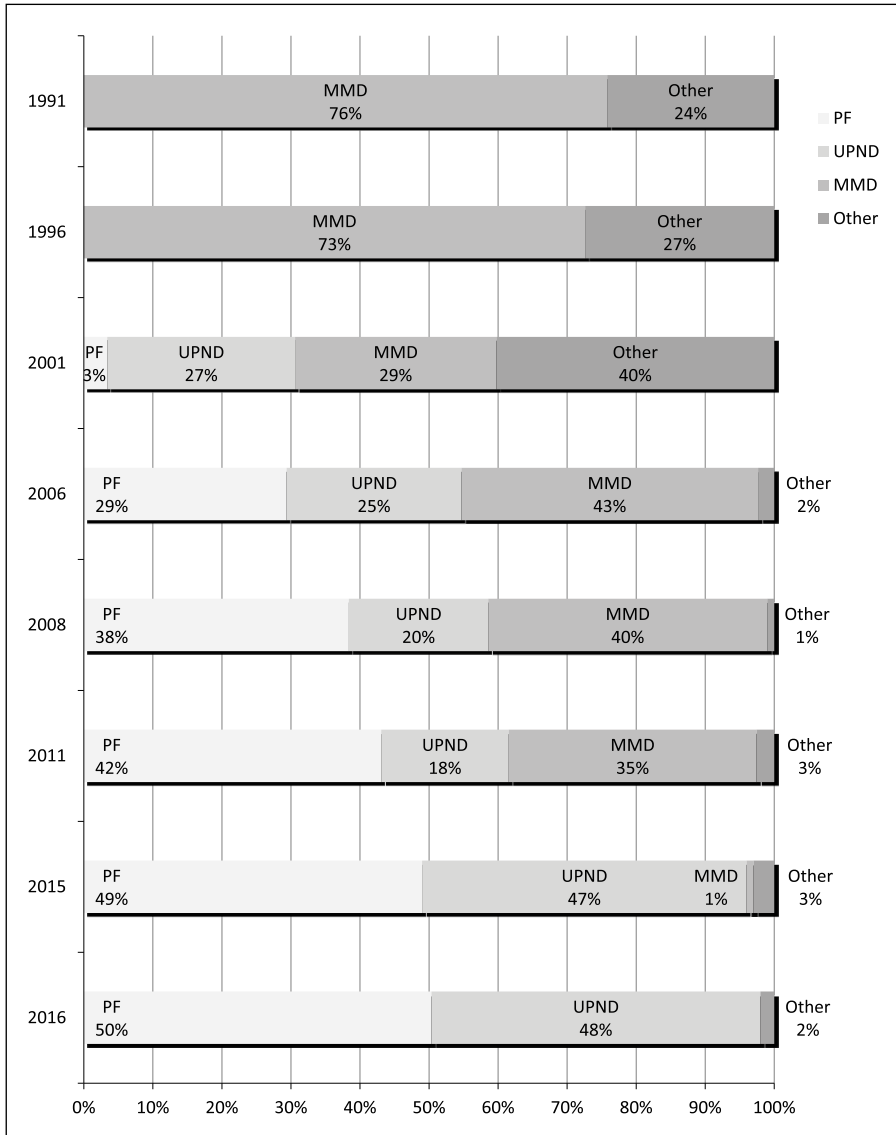 MMD Other
1991 76% 24%
PF
UPND
MMD
Other
MMD Other
1996 73% 27%
PF UPND MMD Other
2001 3% 27% 29% 40%
PF UPND MMD Other
2006 29% 25% 43% 2%
PF UPND MMD Other
2008 38% 20% 40% 1%
PF UPND MMD Other
2011 42% 18% 35% 3%
PF UPND MMD Other
2015 49% 47% 1% 3%
PF UPND Other
2016 50% 48% 2%
0% 10% 20% 30% 40% 50% 60% 70% 80% 90% 100%